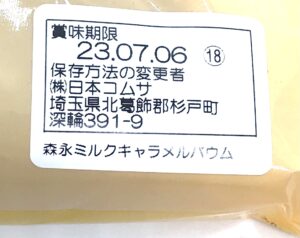 賞味期限
23.07.06 ⑱
保存方法の変更者
㈱日本コムサ
埼玉県北葛飾郡杉戸町
深輪391-9
森永ミルクキャラメルバウム